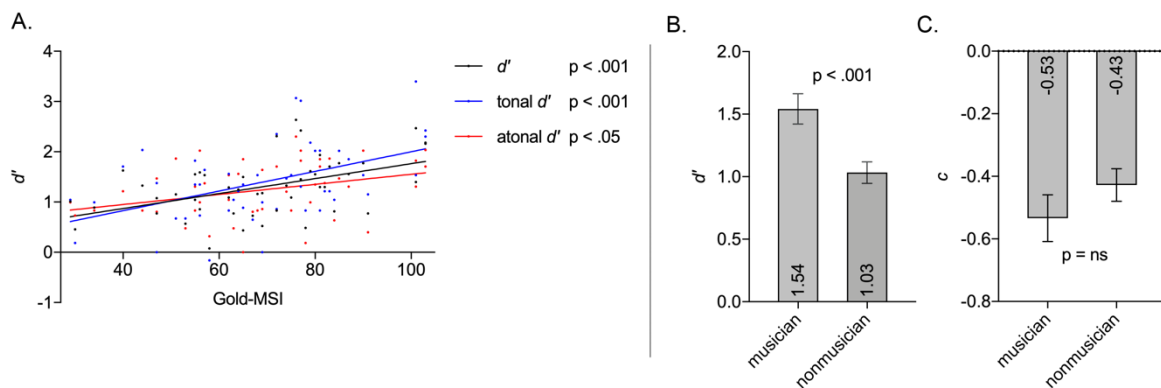 A.
4
3
2
1
0
-1
d'
40
60
80
100
Gold-MSI
d' p < .001
tonal d' p < .001
atonal d' p < .05
B.
2.0
1.5
1.0
0.5
0.0
d'
p < .001
1.54
1.03
musician
nonmusician
C.
0.0
-0.2
-0.4
-0.6
-0.8
c
-0.53
-0.43
p = ns
musician
nonmusician